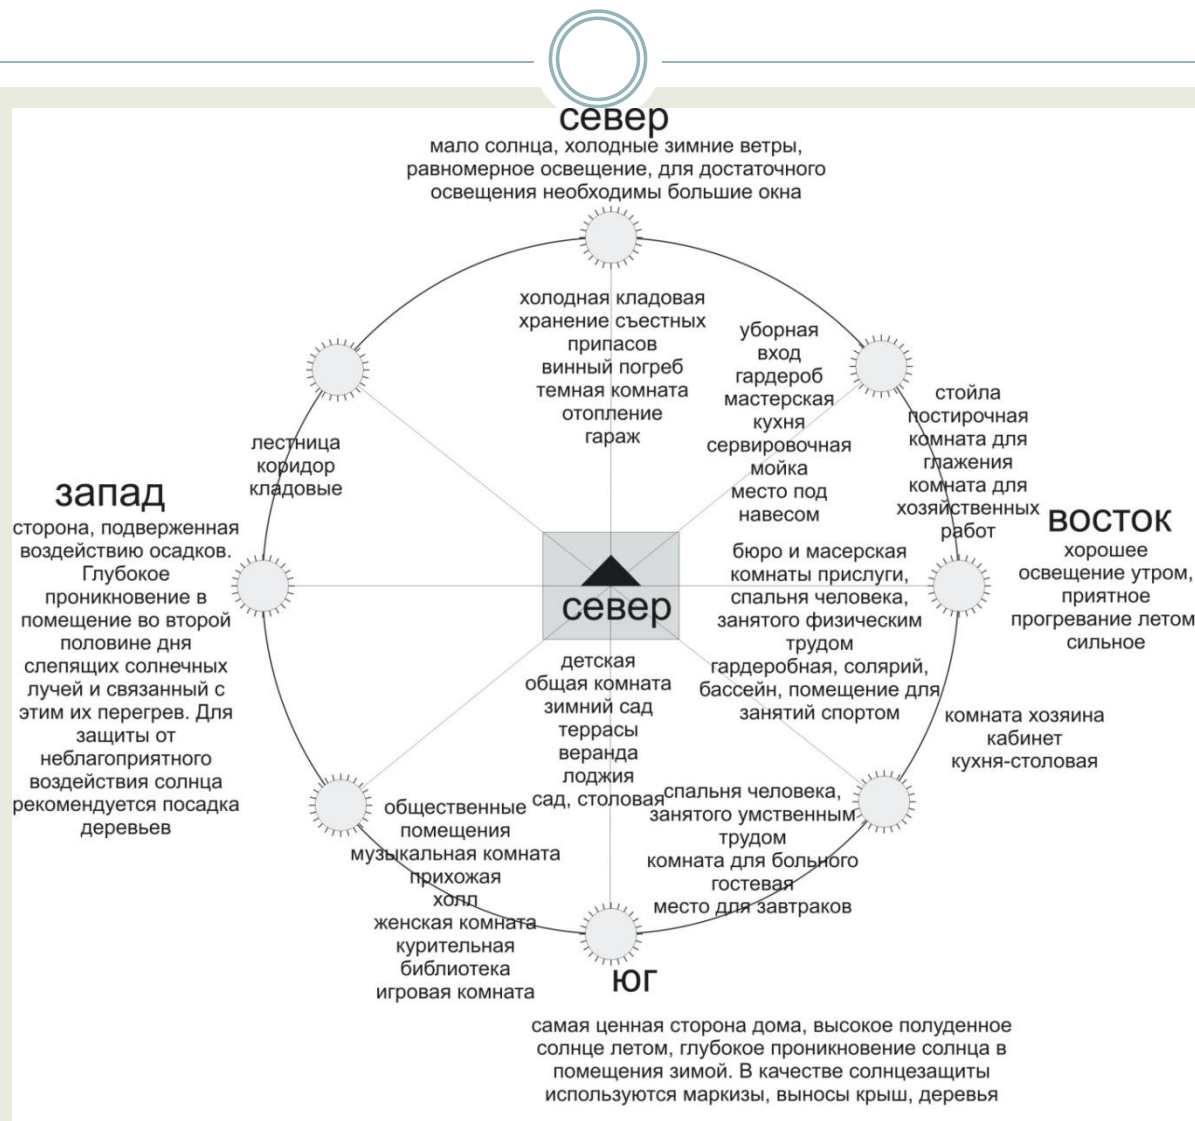 север
мало солнца, холодные зимние ветры,
равномерное освещение, для достаточного
освещения необходимы большие окна
холодная кладовая
хранение съестных
припасов
винный погреб
темная комната
отопление
гараж
уборная
вход
гардероб
мастерская
кухня
сервировочная
мойка
место под
навесом
стойла
постирочная
комната для
глажения
комната для
хозяйственных
работ
лестница
коридор
кладовые
запад
сторона, подверженная
воздействию осадков.
Глубокое
проникновение в
помещение во второй
половине дня
слепящих солнечных
лучей и связанный с
этим их перегрев. Для
защиты от
неблагоприятного
воздействия солнца
рекомендуется посадка
деревьев
север
восток
хорошее
освещение утром,
приятное
прогревание летом
сильное
бюро и масерская
комнаты прислуги,
спальня человека,
занятого физическим
трудом
гардеробная, солярий,
бассейн, помещение для
занятий спортом
детская
общая комната
зимний сад
террасы
веранда
лоджия
сад, столовая
комната хозяина
кабинет
кухня-столовая
спальня человека,
занятого умственным
трудом
комната для больного
гостевая
место для завтраков
общественные
помещения
музыкальная комната
прихожая
холл
женская комната
курительная
библиотека
игровая комната
юг
самая ценная сторона дома, высокое полуденное
солнце летом, глубокое проникновение солнца в
помещения зимой. В качестве солнцезащиты
используются маркизы, выносы крыш, деревья